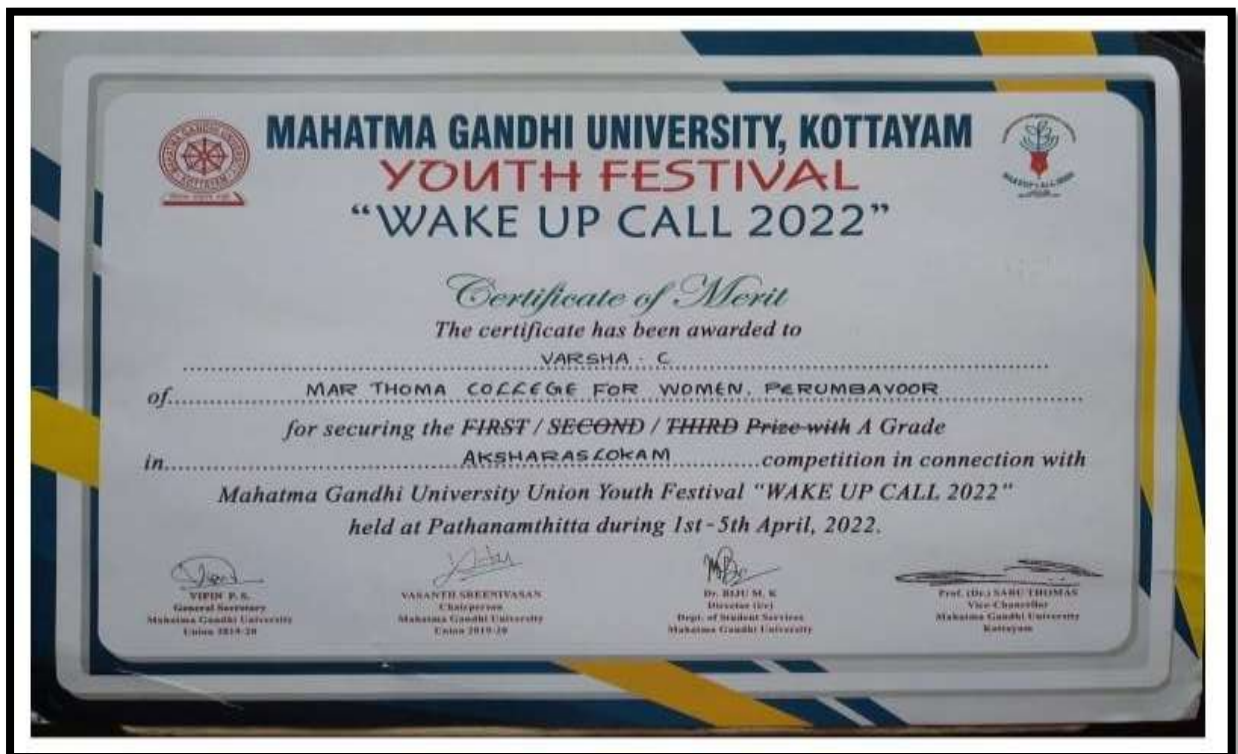 MAHATMA GANDHI UNIVERSITY, KOTTAYAM
YOUTH FESTIVAL
“WAKE UP CALL 2022”
Certificate of Merit
The certificate has been awarded to
VARSHA . C
of MAR THOMA COLLEGE FOR WOMEN, PERUMBAVOOR
for securing the FIRST / SECOND / THIRD Prize with A Grade
in AKSHARASLOKAM competition in connection with
Mahatma Gandhi University Union Youth Festival "WAKE UP CALL 2022"
held at Pathanamthitta during 1st - 5th April, 2022.
VIPIN P. S.
General Secretary
Mahatma Gandhi University
Union 2019-20
VASANTH SREENIVASAN
Chairperson
Mahatma Gandhi University
Union 2019-20
Dr. BIJU M. K
Director (i/c)
Dept. of Student Services
Mahatma Gandhi University
Prof. (Dr.) SABU THOMAS
Vice-Chancellor
Mahatma Gandhi University
Kottayam